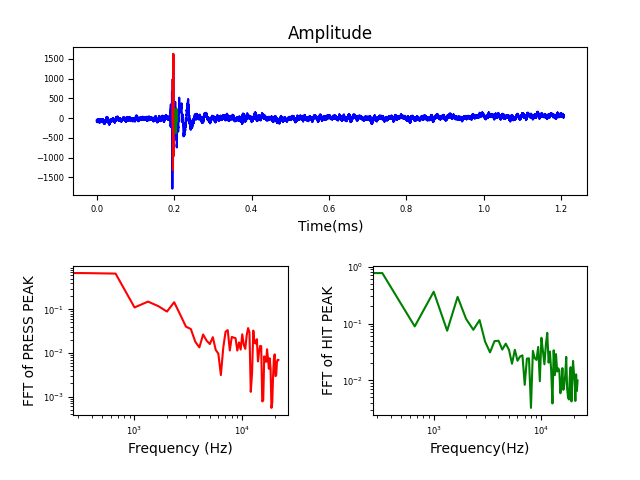 Amplitude
1500
1000
500
0
−500
−1000
−1500
0.0 0.2 0.4 0.6 0.8 1.0 1.2
Time(ms)
FFT of PRESS PEAK
10⁻¹
10⁻²
10⁻³
10³ 10⁴
Frequency (Hz)
FFT of HIT PEAK
10⁰
10⁻¹
10⁻²
10³ 10⁴
Frequency(Hz)